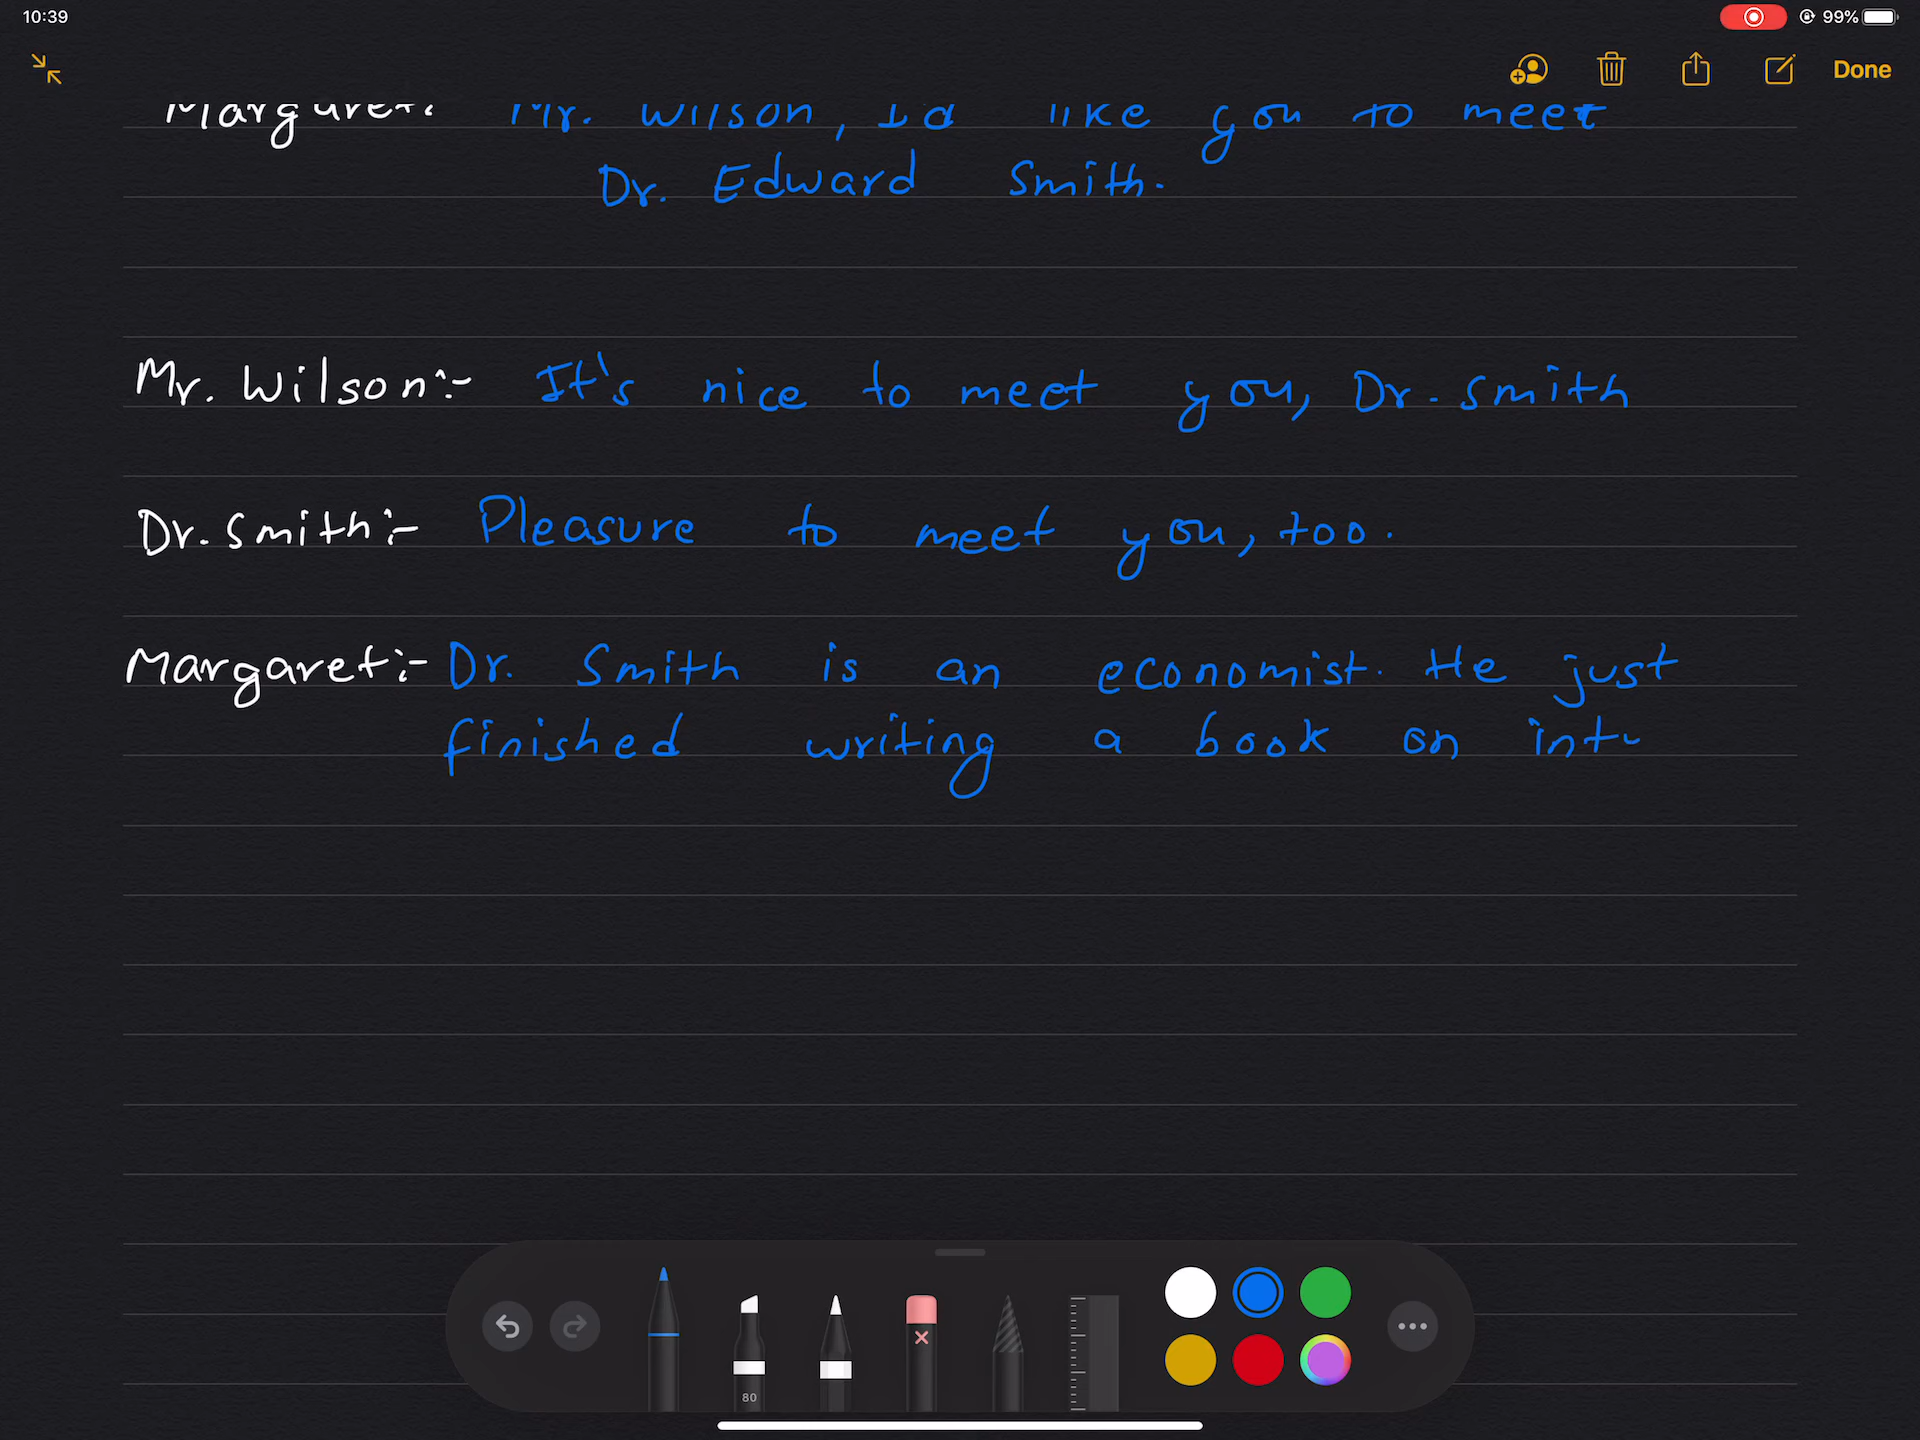 10:39
99%
Done
Margaret: Mr. Wilson, I'd like you to meet
Dr. Edward Smith.
Mr. Wilson:- It's nice to meet you, Dr. Smith
Dr. Smith:- Pleasure to meet you, too.
Margaret:- Dr. Smith is an economist. He just
finished writing a book on int
80